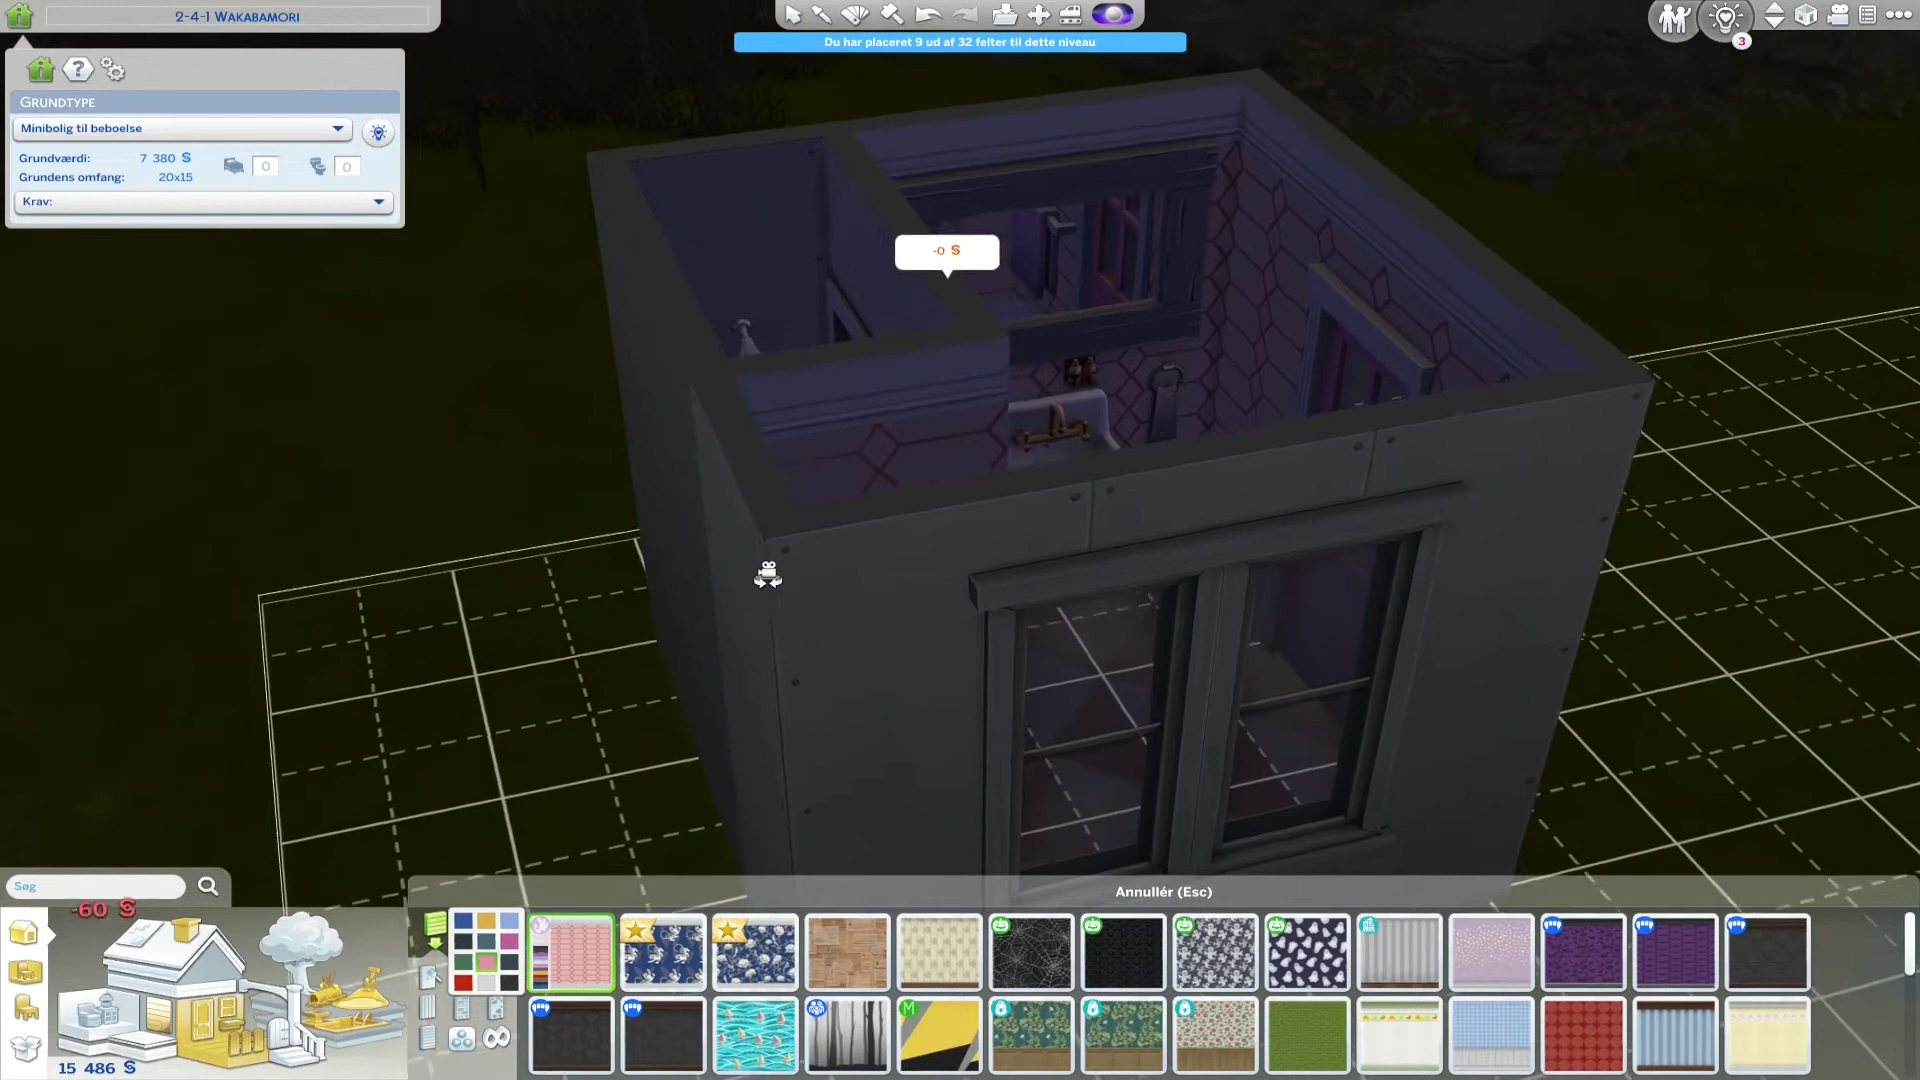 2-4-1 Wakabamori
Du har placeret 9 ud af 32 felter til dette niveau
3
?
Grundtype
Minibolig til beboelse
Grundværdi: 7 380 S
0
0
Grundens omfang: 20x15
Krav:
-0 S
Søg
Annullér (Esc)
-60 S
M
15 486 S